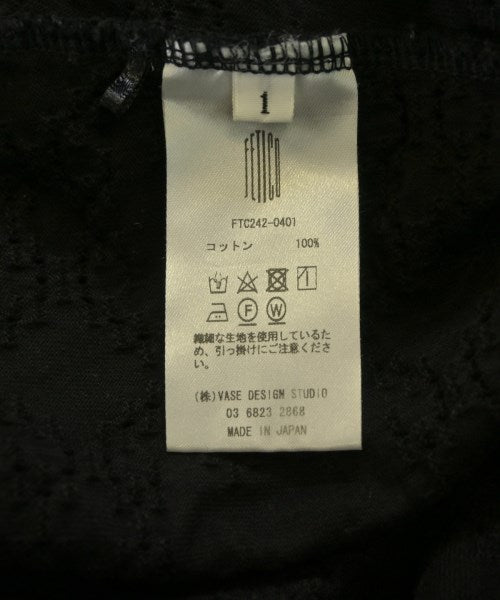 1
FETICO
FTC242-0401
コットン 100%
F W
繊細な生地を使用しているた
め、引っ掛けにご注意くださ
い。
(株)VASE DESIGN STUDIO
03 6823 2868
MADE IN JAPAN